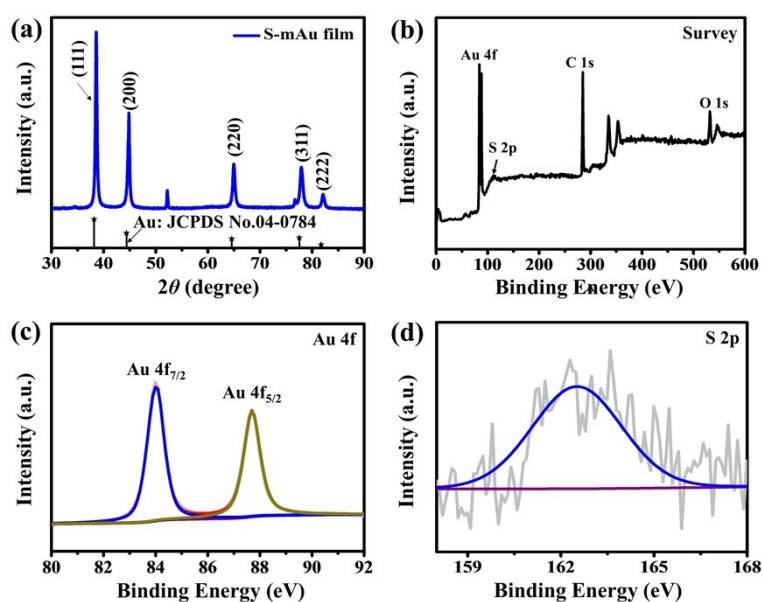 (a)
S-mAu film
(111)
(200)
(220)
(311)
(222)
Au: JCPDS No.04-0784
Intensity (a.u.)
30 40 50 60 70 80 90
2θ (degree)
(b)
Survey
Au 4f
C 1s
O 1s
S 2p
Intensity (a.u.)
0 100 200 300 400 500 600
Binding Energy (eV)
(c)
Au 4f
Au 4f7/2
Au 4f5/2
Intensity (a.u.)
80 82 84 86 88 90 92
Binding Energy (eV)
(d)
S 2p
Intensity (a.u.)
159 162 165 168
Binding Energy (eV)